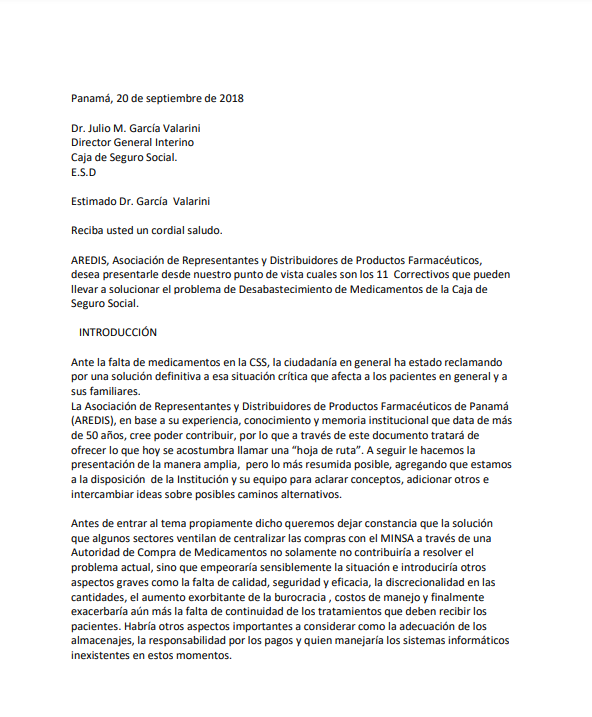 Panamá, 20 de septiembre de 2018
Dr. Julio M. García Valarini
Director General Interino
Caja de Seguro Social.
E.S.D
Estimado Dr. García  Valarini
Reciba usted un cordial saludo.
AREDIS, Asociación de Representantes y Distribuidores de Productos Farmacéuticos,
desea presentarle desde nuestro punto de vista cuales son los 11  Correctivos que pueden
llevar a solucionar el problema de Desabastecimiento de Medicamentos de la Caja de
Seguro Social.
INTRODUCCIÓN
Ante la falta de medicamentos en la CSS, la ciudadanía en general ha estado reclamando
por una solución definitiva a esa situación crítica que afecta a los pacientes en general y a
sus familiares.
La Asociación de Representantes y Distribuidores de Productos Farmacéuticos de Panamá
(AREDIS), en base a su experiencia, conocimiento y memoria institucional que data de más
de 50 años, cree poder contribuir, por lo que a través de este documento tratará de
ofrecer lo que hoy se acostumbra llamar una “hoja de ruta”. A seguir le hacemos la
presentación de la manera amplia,  pero lo más resumida posible, agregando que estamos
a la disposición  de la Institución y su equipo para aclarar conceptos, adicionar otros e
intercambiar ideas sobre posibles caminos alternativos.
Antes de entrar al tema propiamente dicho queremos dejar constancia que la solución
que algunos sectores ventilan de centralizar las compras con el MINSA a través de una
Autoridad de Compra de Medicamentos no solamente no contribuiría a resolver el
problema actual, sino que empeoraría sensiblemente la situación e introduciría otros
aspectos graves como la falta de calidad, seguridad y eficacia, la discrecionalidad en las
cantidades, el aumento exorbitante de la burocracia , costos de manejo y finalmente
exacerbaría aún más la falta de continuidad de los tratamientos que deben recibir los
pacientes. Habría otros aspectos importantes a considerar como la adecuación de los
almacenajes, la responsabilidad por los pagos y quien manejaría los sistemas informáticos
inexistentes en estos momentos.